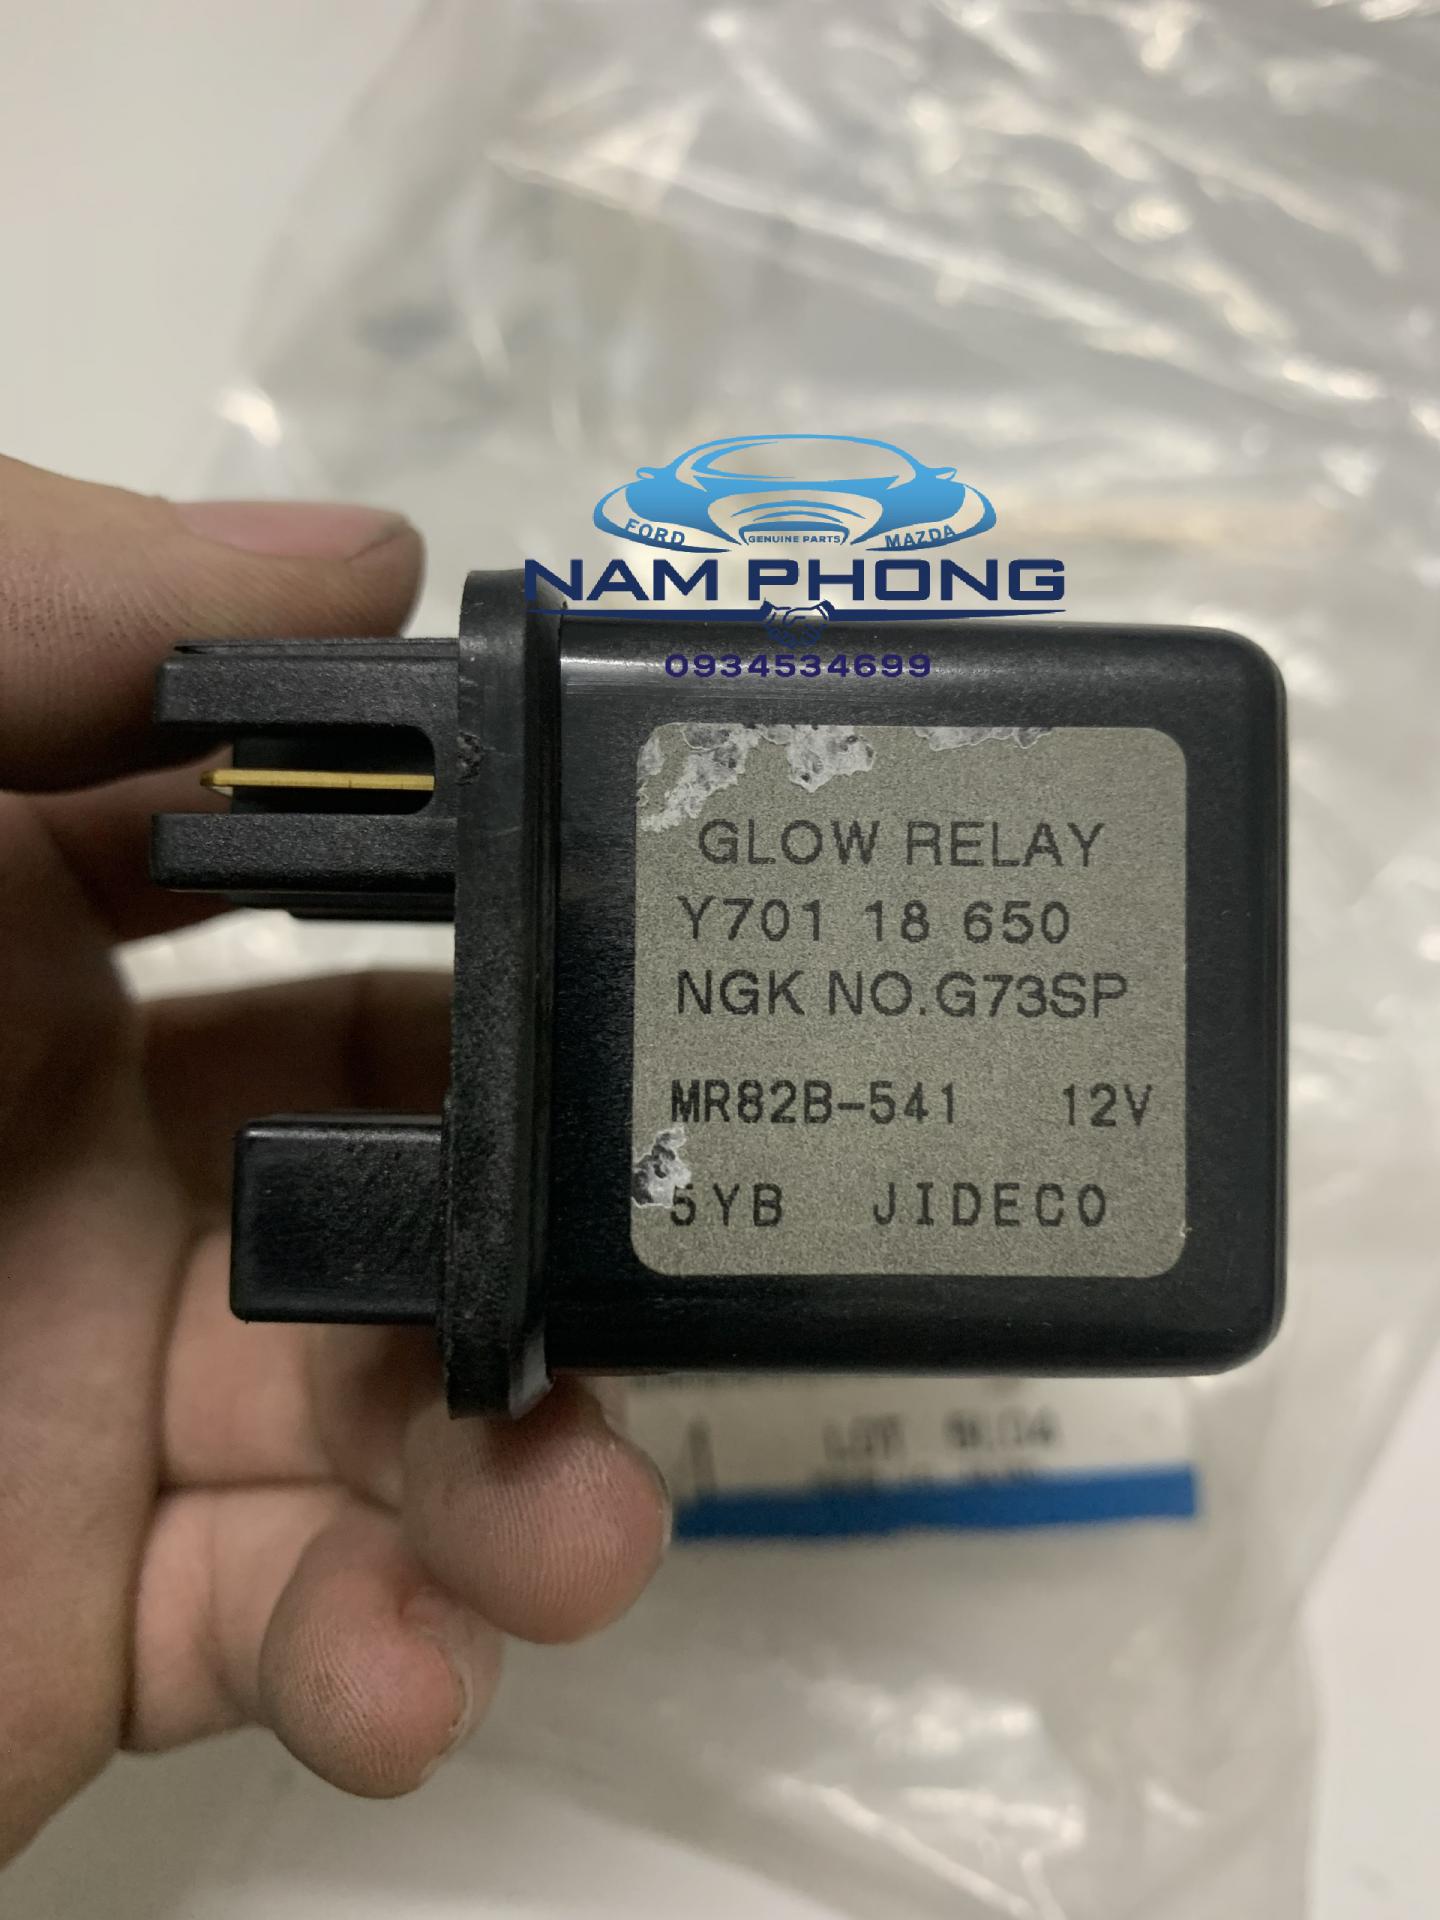 FORD GENUINE PARTS MAZDA
NAM PHONG
0934534699
GLOW RELAY
Y701 18 650
NGK NO.G73SP
MR82B-541 12V
5YB JIDECO
LOT